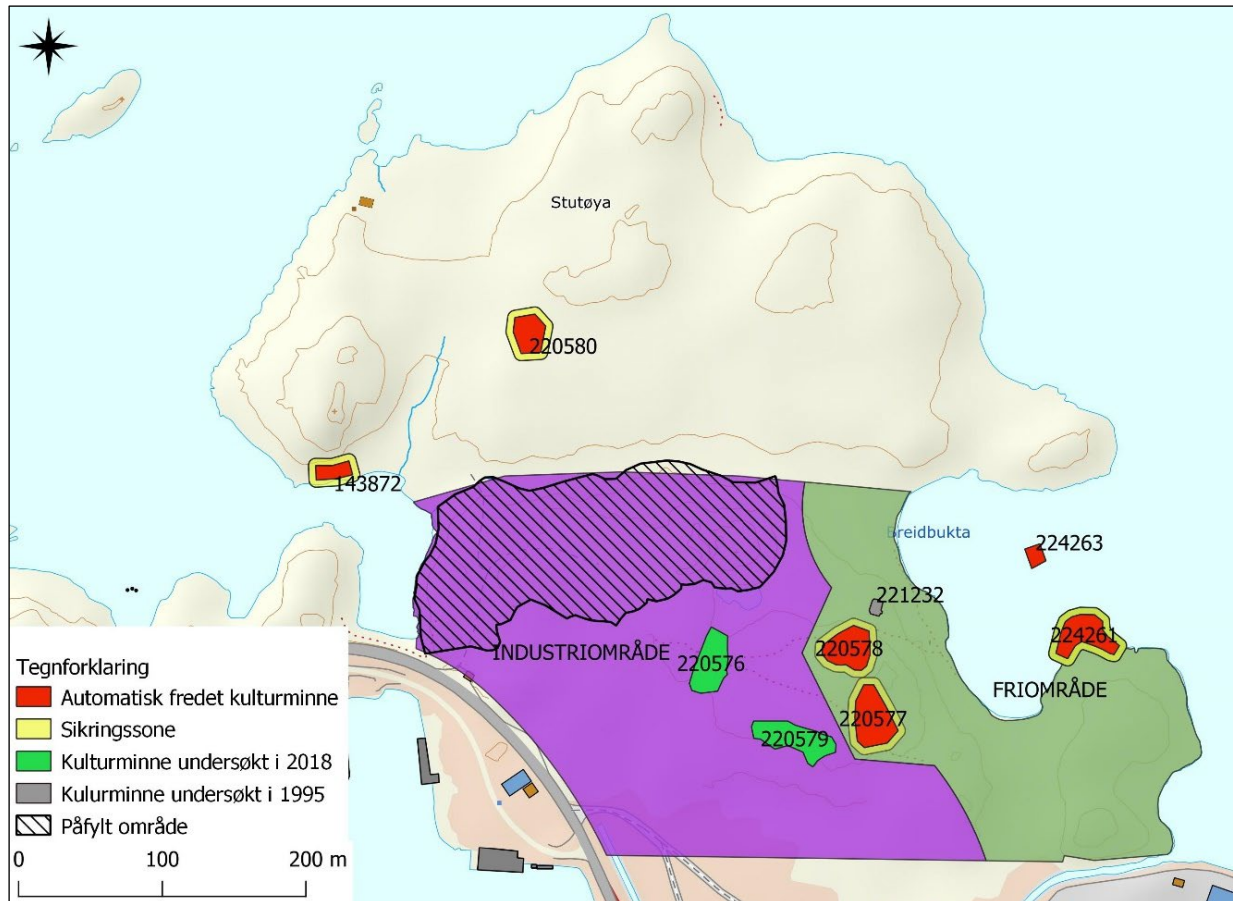 Stutøya
220580
143872
Breidbukta
224263
221232
224261
220578
INDUSTRIOMRÅDE
220576
FRIOMRÅDE
220577
220579
Tegnforklaring
Automatisk fredet kulturminne
Sikringssone
Kulturminne undersøkt i 2018
Kulurminne undersøkt i 1995
Påfylt område
0 100 200 m